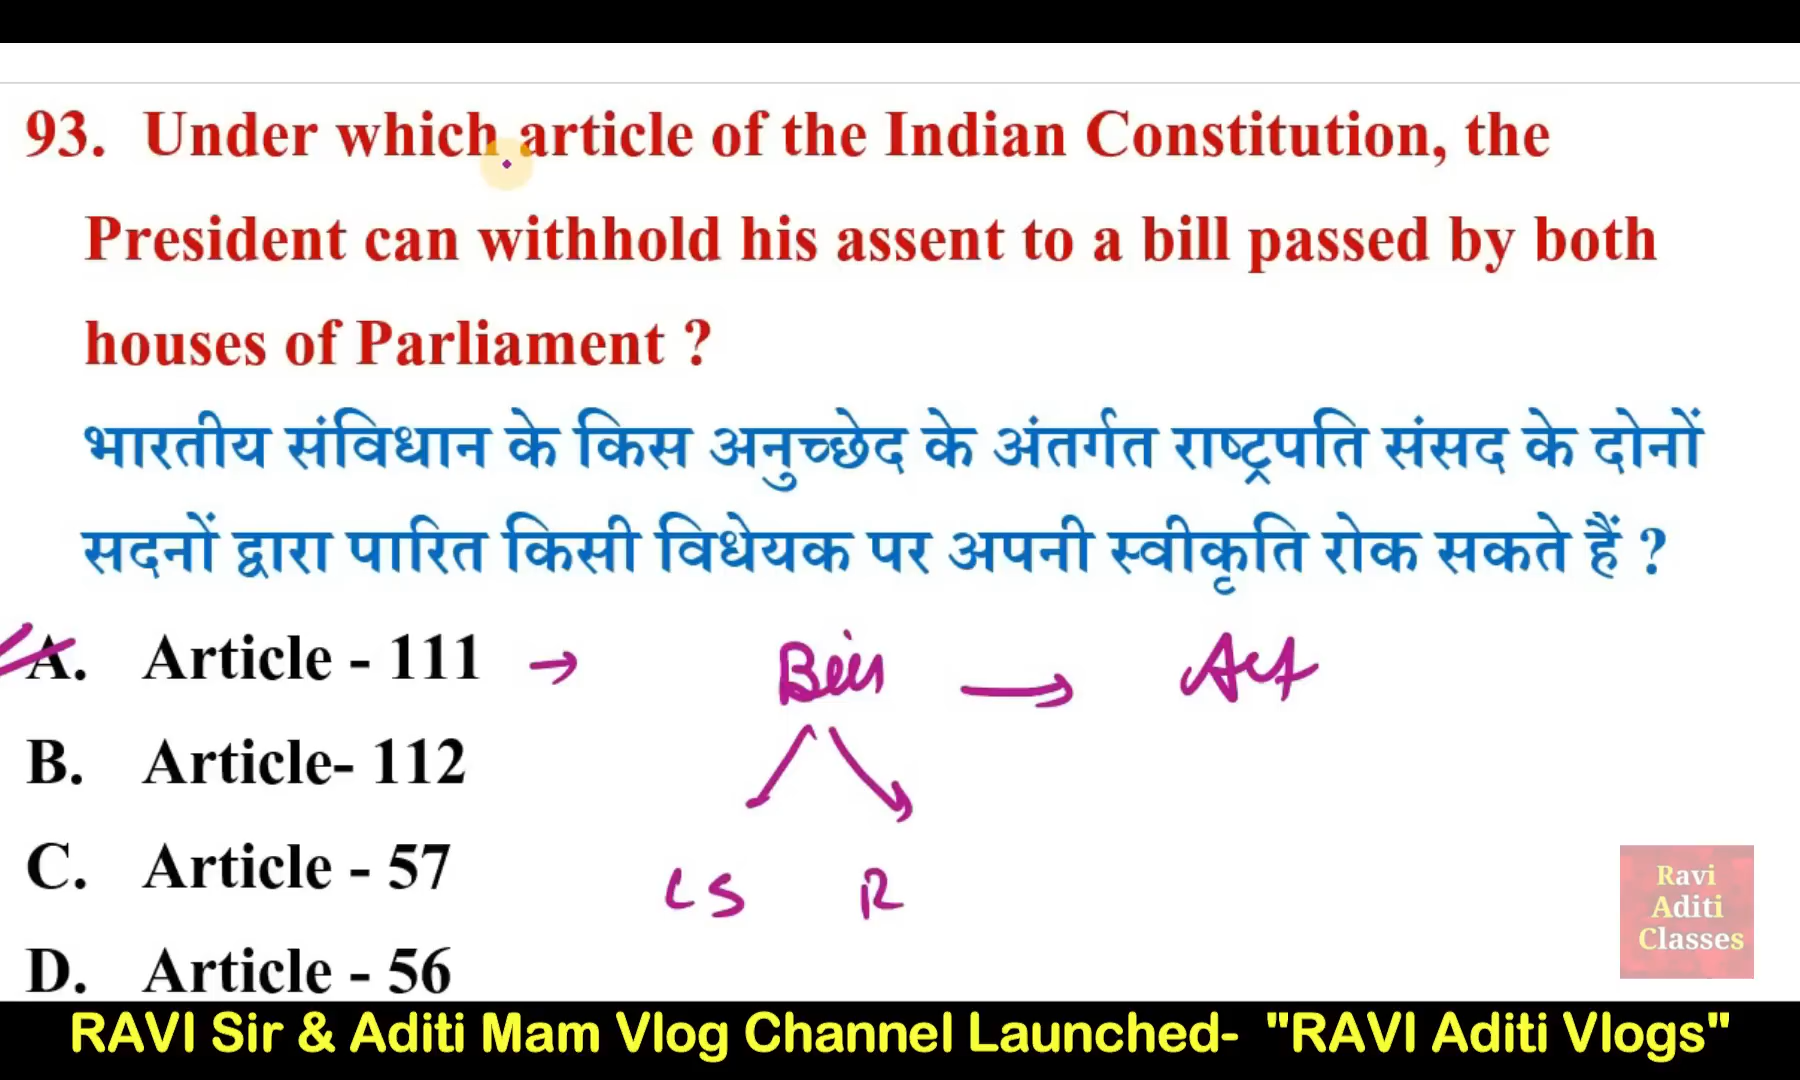 93. Under which article of the Indian Constitution, the
President can withhold his assent to a bill passed by both
houses of Parliament ?
भारतीय संविधान के किस अनुच्छेद के अंतर्गत राष्ट्रपति संसद के दोनों
सदनों द्वारा पारित किसी विधेयक पर अपनी स्वीकृति रोक सकते हैं ?
A. Article - 111 → Bill → Act
B. Article- 112
C. Article - 57
LS R
D. Article - 56
Ravi
Aditi
Classes
RAVI Sir & Aditi Mam Vlog Channel Launched- "RAVI Aditi Vlogs"